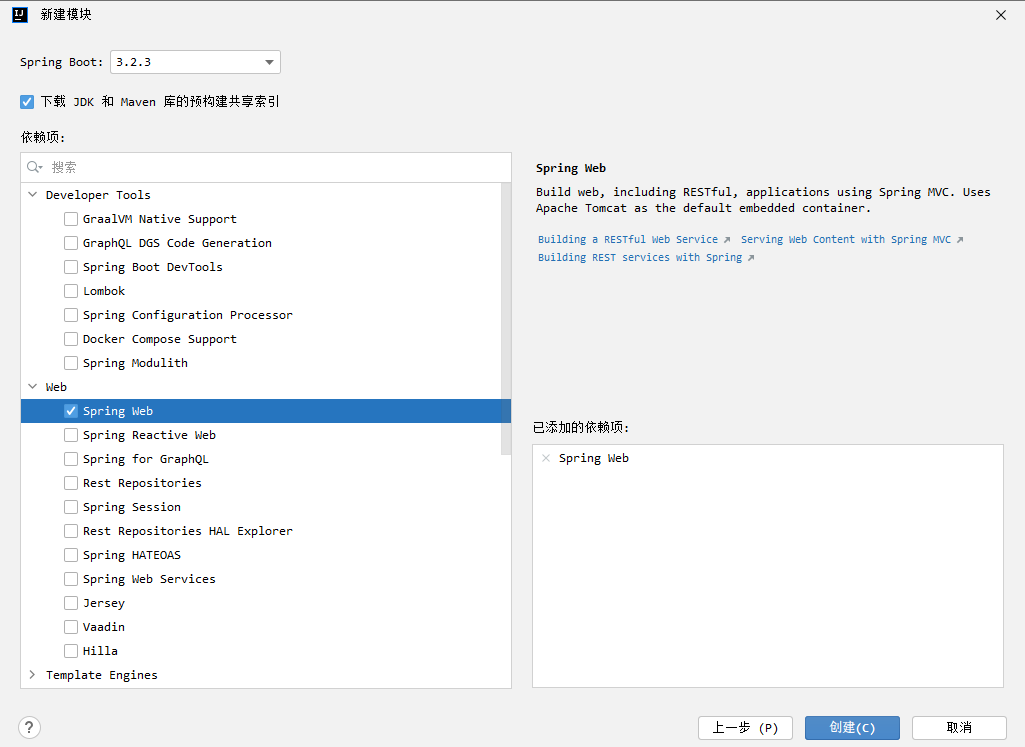 新建模块
Spring Boot: 3.2.3
下载 JDK 和 Maven 库的预构建共享索引
依赖项:
搜索
Developer Tools
GraalVM Native Support
GraphQL DGS Code Generation
Spring Boot DevTools
Lombok
Spring Configuration Processor
Docker Compose Support
Spring Modulith
Web
Spring Web
Spring Reactive Web
Spring for GraphQL
Rest Repositories
Spring Session
Rest Repositories HAL Explorer
Spring HATEOAS
Spring Web Services
Jersey
Vaadin
Hilla
Template Engines
Spring Web
Build web, including RESTful, applications using Spring MVC. Uses
Apache Tomcat as the default embedded container.
Building a RESTful Web Service ↗ Serving Web Content with Spring MVC ↗
Building REST services with Spring ↗
已添加的依赖项:
× Spring Web
? 上一步 (P) 创建(C) 取消